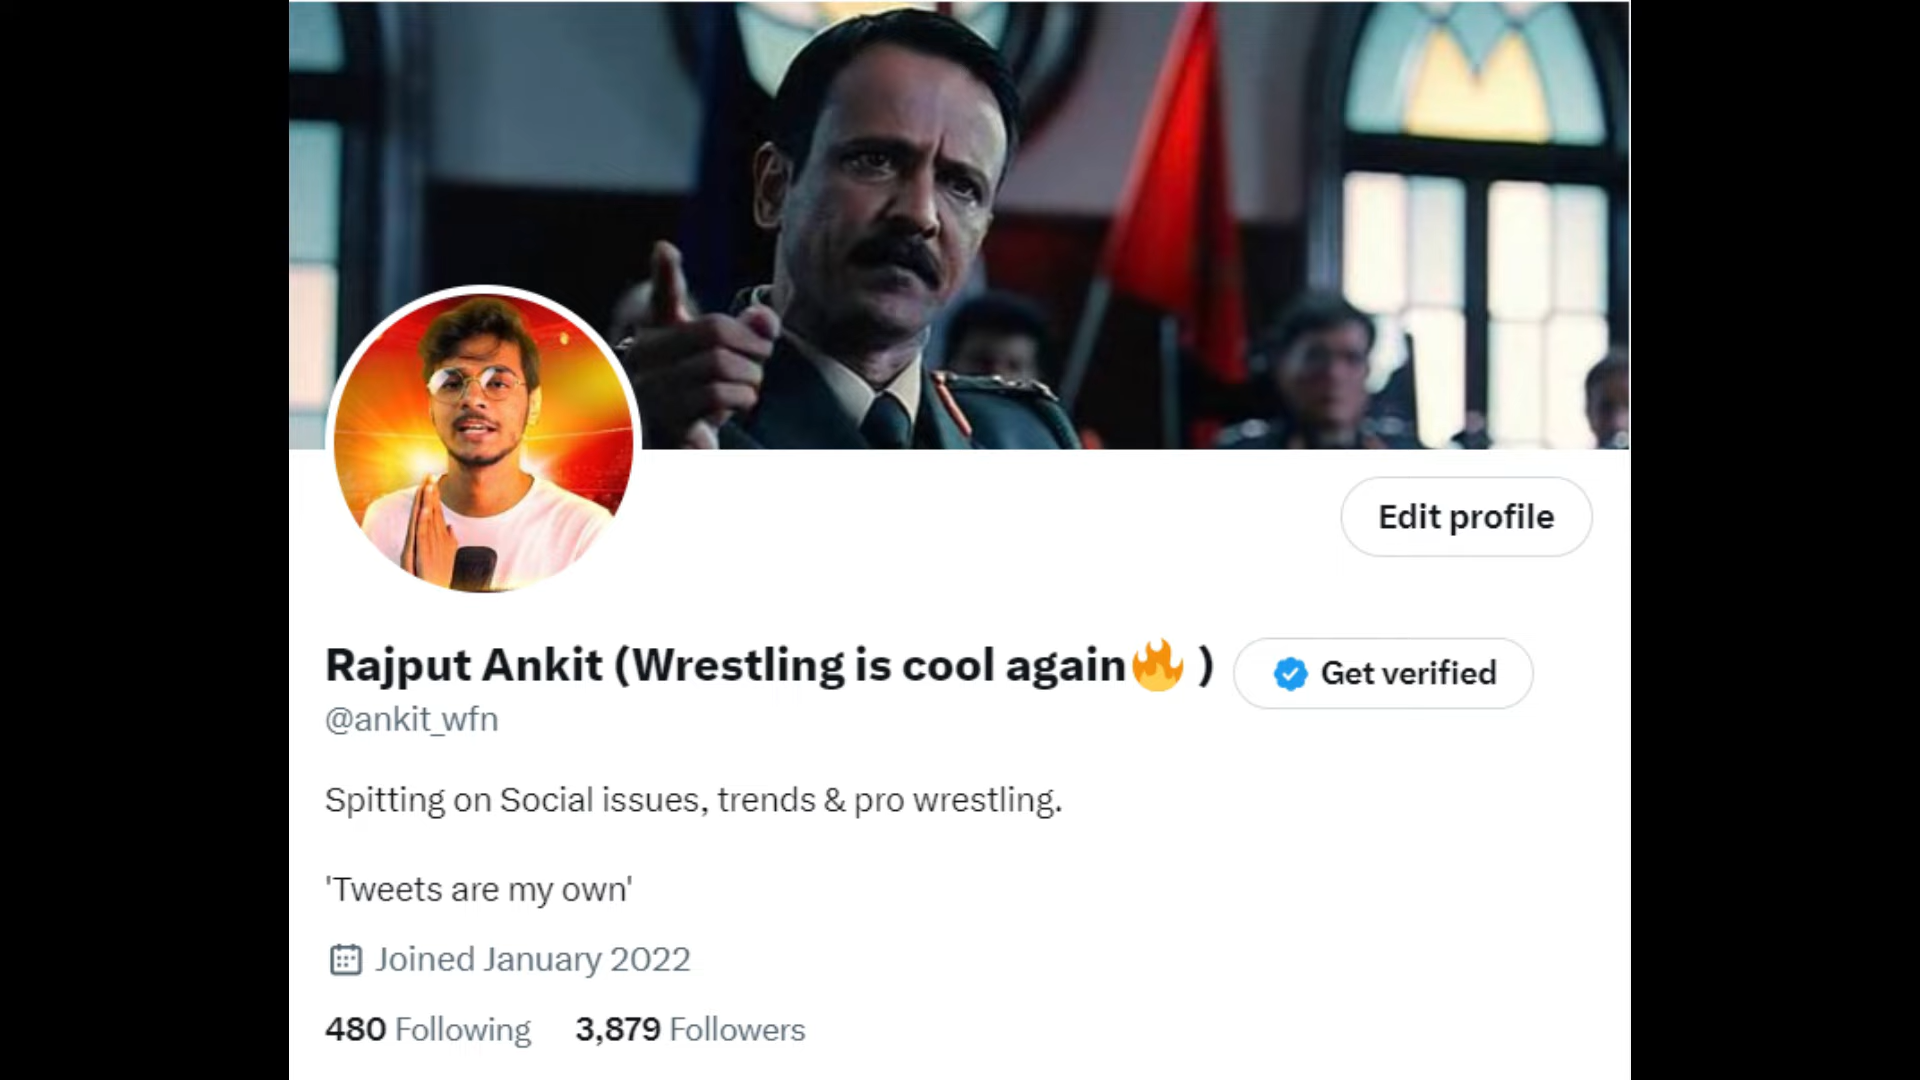 Edit profile
Rajput Ankit (Wrestling is cool again🔥 )
Get verified
@ankit_wfn
Spitting on Social issues, trends & pro wrestling.
'Tweets are my own'
Joined January 2022
480 Following 3,879 Followers